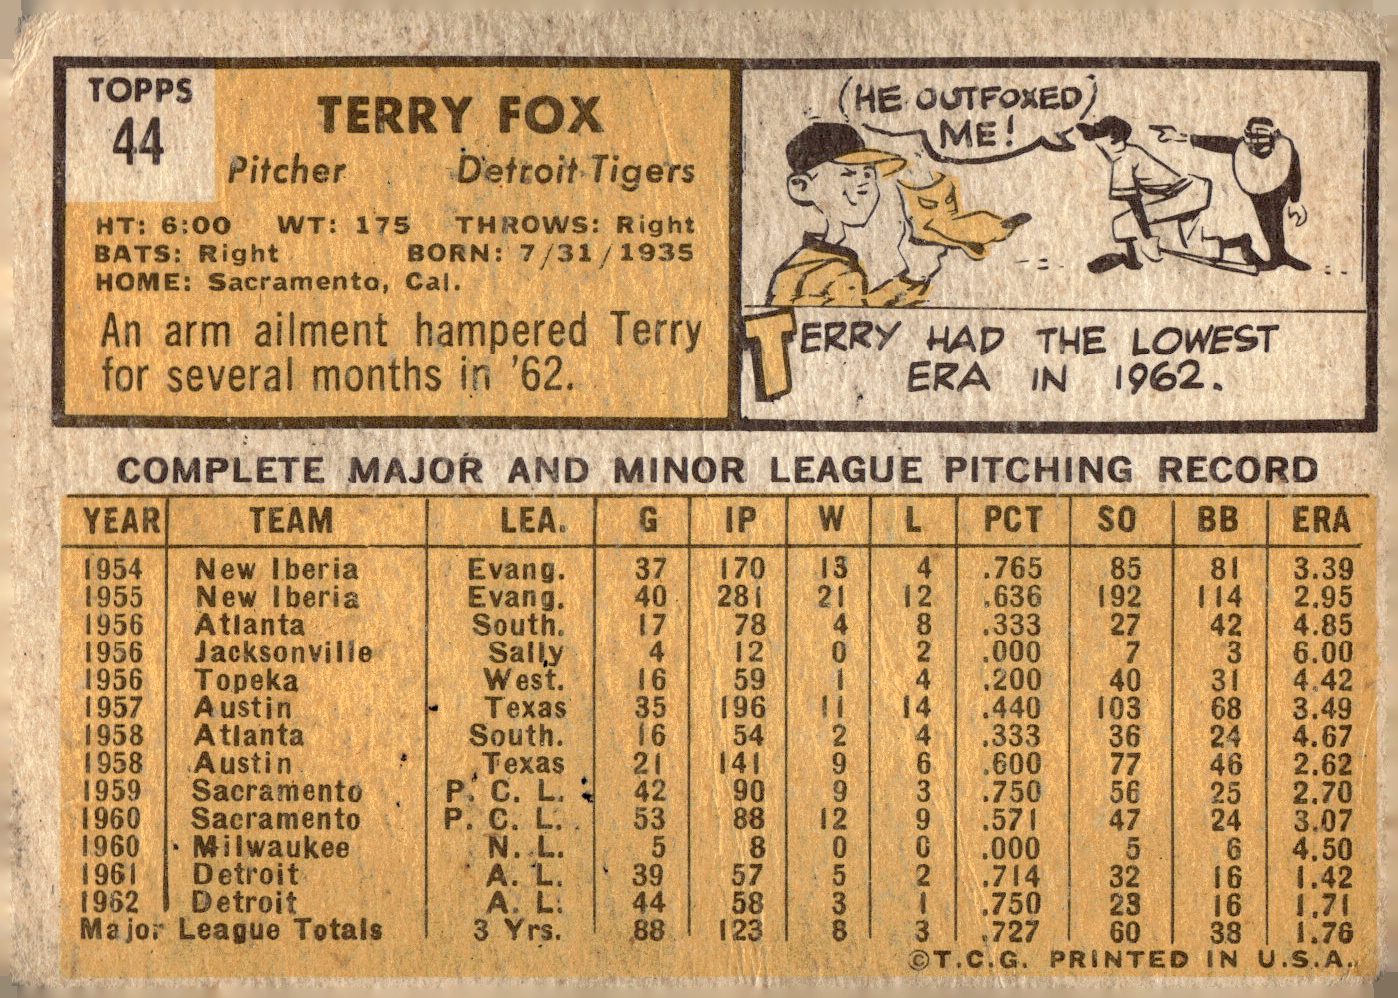 TOPPS
44
TERRY FOX
Pitcher Detroit Tigers
HT: 6:00 WT: 175 THROWS: Right
BATS: Right BORN: 7/31/1935
HOME: Sacramento, Cal.
An arm ailment hampered Terry
for several months in '62.
(HE OUTFOXED)
ME!
TERRY HAD THE LOWEST
ERA IN 1962.
COMPLETE MAJOR AND MINOR LEAGUE PITCHING RECORD
YEAR TEAM LEA. G IP W L PCT SO BB ERA
1954 New Iberia Evang. 37 170 13 4 .765 85 81 3.39
1955 New Iberia Evang. 40 281 21 12 .636 192 114 2.95
1956 Atlanta South. 17 78 4 8 .333 27 42 4.85
1956 Jacksonville Sally 4 12 0 2 .000 7 3 6.00
1956 Topeka West. 16 59 1 4 .200 40 31 4.42
1957 Austin Texas 35 196 11 14 .440 103 68 3.49
1958 Atlanta South. 16 54 2 4 .333 36 24 4.67
1958 Austin Texas 21 141 9 6 .600 77 46 2.62
1959 Sacramento P. C. L. 42 90 9 3 .750 56 25 2.70
1960 Sacramento P. C. L. 53 88 12 9 .571 47 24 3.07
1960 Milwaukee N. L. 5 8 0 0 .000 5 6 4.50
1961 Detroit A. L. 39 57 5 2 .714 32 16 1.42
1962 Detroit A. L. 44 58 3 1 .750 23 16 1.71
Major League Totals 3 Yrs. 88 123 8 3 .727 60 38 1.76
©T.C.G. PRINTED IN U.S.A.